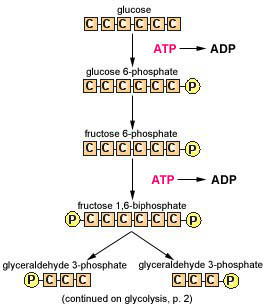 glucose
C C C C C C
ATP ADP
glucose 6-phosphate
C C C C C C P
fructose 6-phosphate
C C C C C C P
ATP ADP
fructose 1,6-biphosphate
P C C C C C C P
glyceraldehyde 3-phosphate glyceraldehyde 3-phosphate
P C C C C C C P
(continued on glycolysis, p. 2)